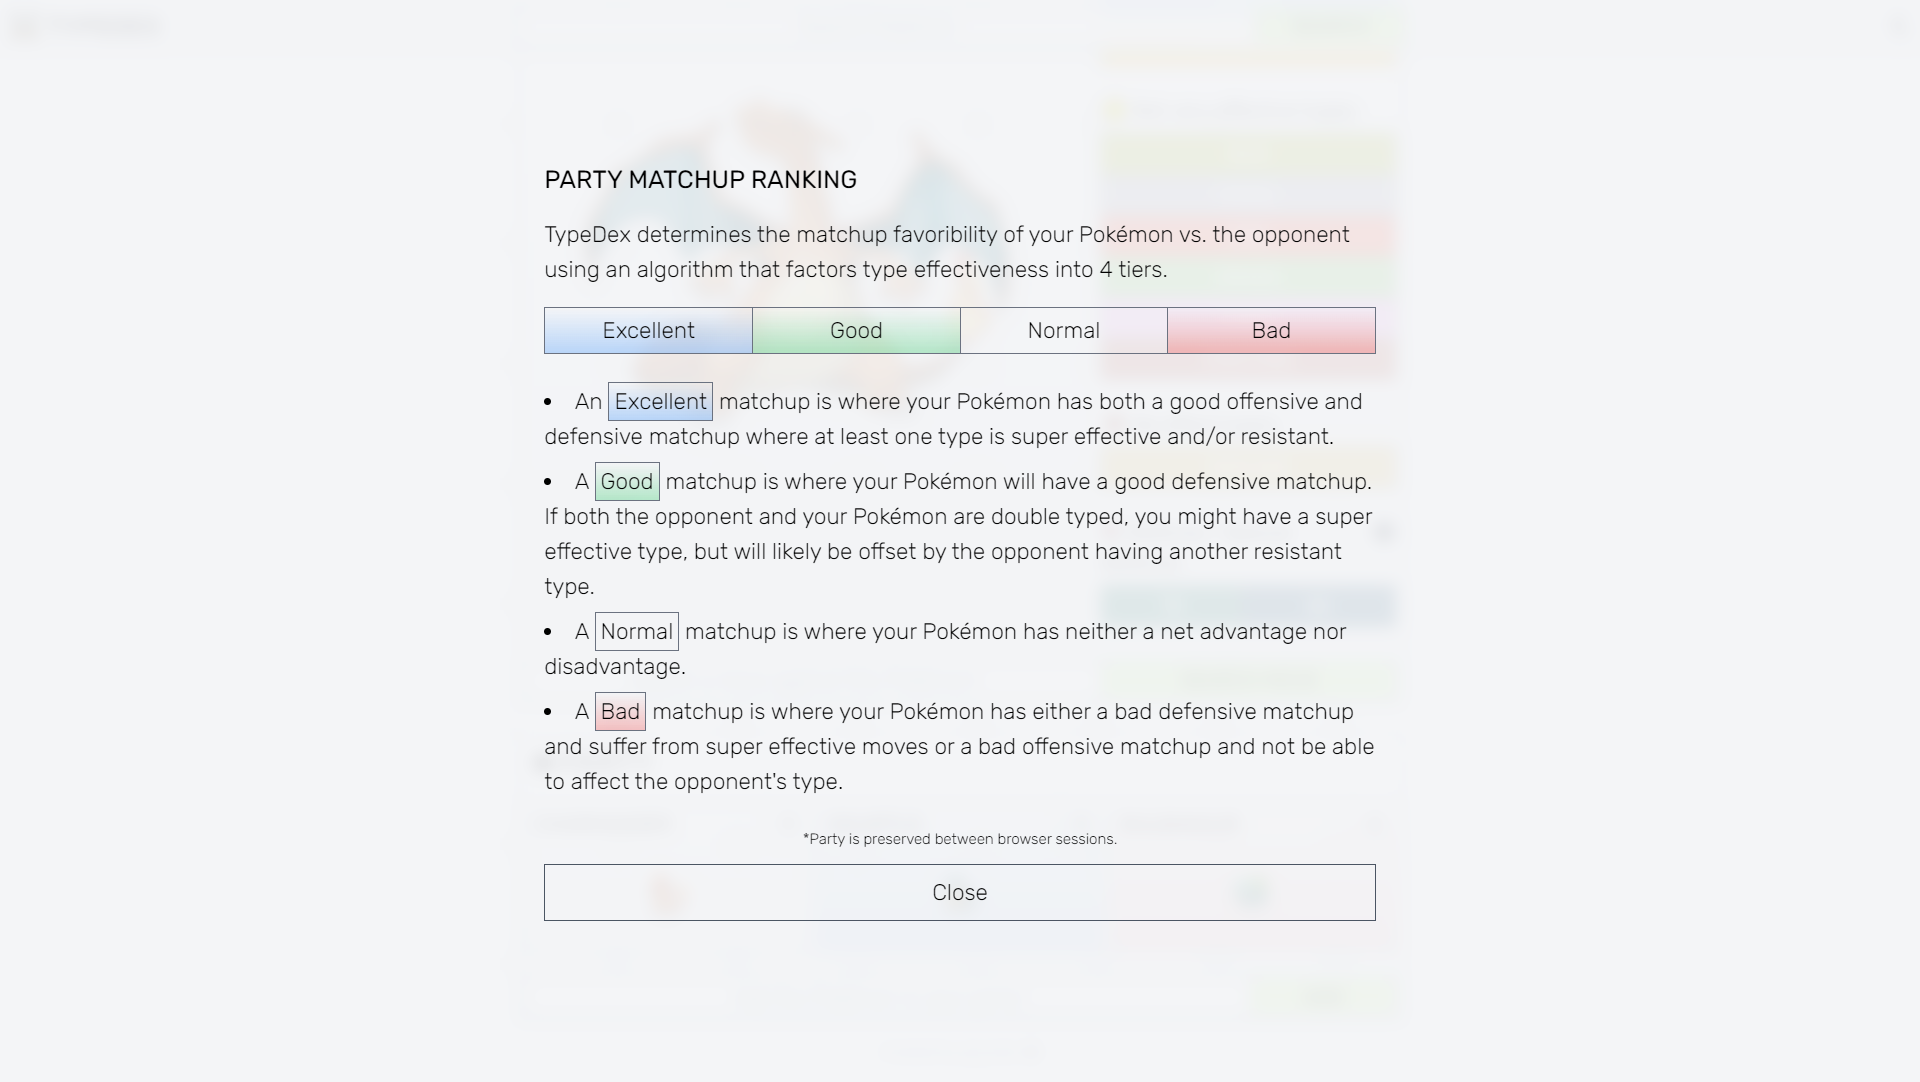 PARTY MATCHUP RANKING
TypeDex determines the matchup favoribility of your Pokémon vs. the opponent
using an algorithm that factors type effectiveness into 4 tiers.
Excellent Good Normal Bad
• An Excellent matchup is where your Pokémon has both a good offensive and
defensive matchup where at least one type is super effective and/or resistant.
• A Good matchup is where your Pokémon will have a good defensive matchup.
If both the opponent and your Pokémon are double typed, you might have a super
effective type, but will likely be offset by the opponent having another resistant
type.
• A Normal matchup is where your Pokémon has neither a net advantage nor
disadvantage.
• A Bad matchup is where your Pokémon has either a bad defensive matchup
and suffer from super effective moves or a bad offensive matchup and not be able
to affect the opponent's type.
*Party is preserved between browser sessions.
Close